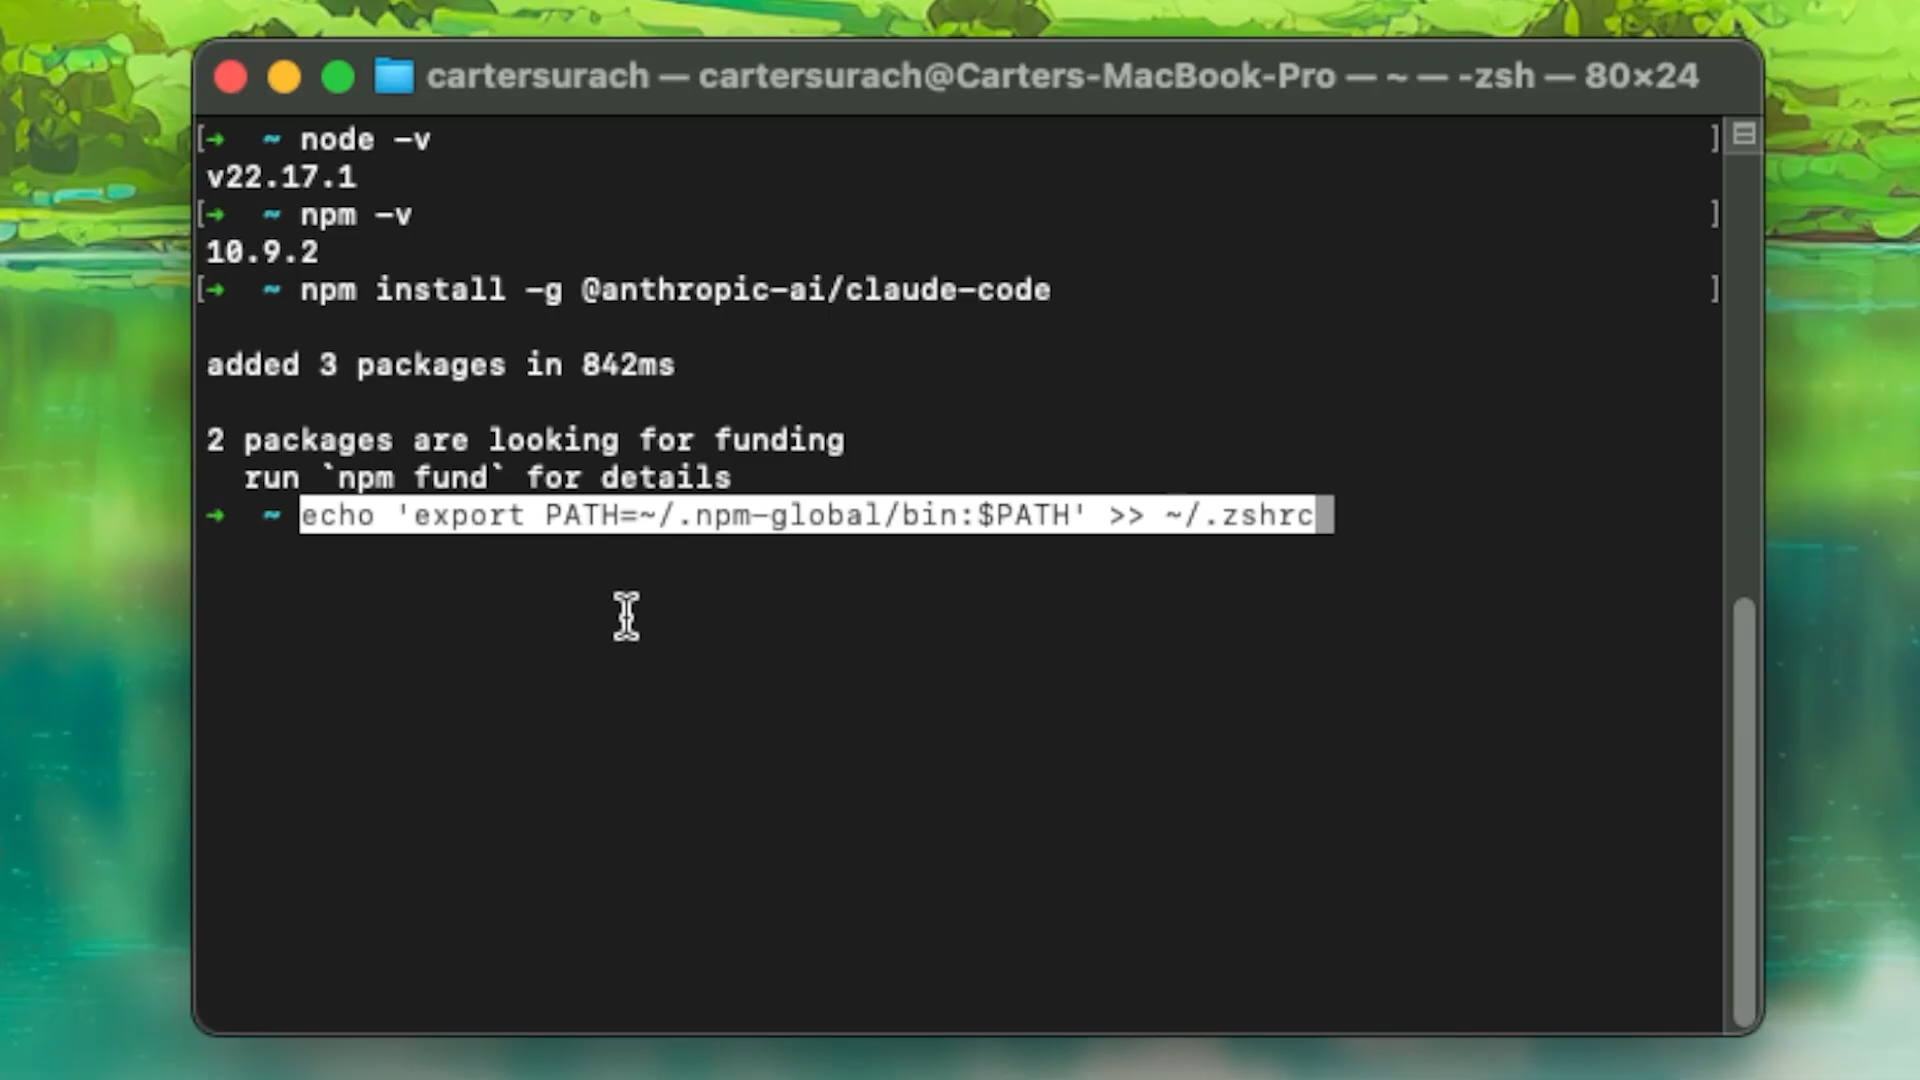 cartersurach — cartersurach@Carters-MacBook-Pro — ~ — -zsh — 80×24
[➜  ~ node -v ]
v22.17.1
[➜  ~ npm -v ]
10.9.2
[➜  ~ npm install -g @anthropic-ai/claude-code ]
added 3 packages in 842ms
2 packages are looking for funding
run `npm fund` for details
➜  ~ echo 'export PATH=~/.npm-global/bin:$PATH' >> ~/.zshrc